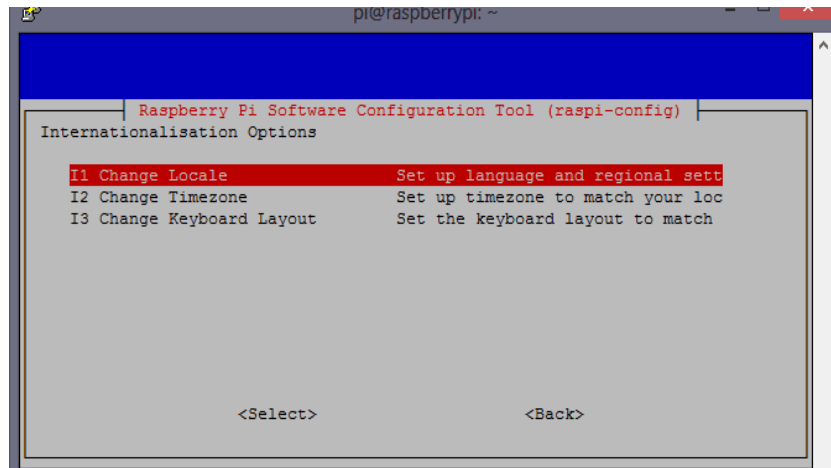 pi@raspberrypi: ~
Raspberry Pi Software Configuration Tool (raspi-config)
Internationalisation Options
I1 Change Locale Set up language and regional sett
I2 Change Timezone Set up timezone to match your loc
I3 Change Keyboard Layout Set the keyboard layout to match
<Select> <Back>